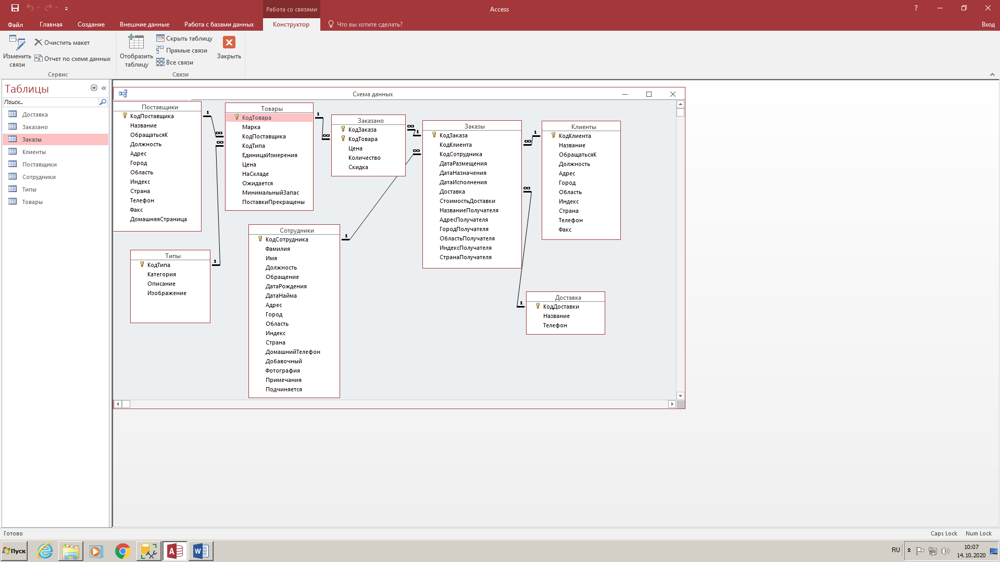 Работа со связями
Access
?
Файл
Главная
Создание
Внешние данные
Работа с базами данных
Конструктор
Что вы хотите сделать?
Вход
Изменить связи
Очистить макет
Отчет по схеме данных
Сервис
Отобразить таблицу
Скрыть таблицу
Прямые связи
Все связи
Закрыть
Связи
Таблицы
Поиск...
Доставка
Заказано
Заказы
Клиенты
Поставщики
Сотрудники
Типы
Товары
Схема данных
Поставщики
КодПоставщика
Название
ОбращатьсяК
Должность
Адрес
Город
Область
Индекс
Страна
Телефон
Факс
ДомашняяСтраница
1
∞
∞
1
Товары
КодТовара
Марка
КодПоставщика
КодТипа
ЕдиницаИзмерения
Цена
НаСкладе
Ожидается
МинимальныйЗапас
ПоставкиПрекращены
1
∞
Заказано
КодЗаказа
КодТовара
Цена
Количество
Скидка
∞
1
∞
1
Заказы
КодЗаказа
КодКлиента
КодСотрудника
ДатаРазмещения
ДатаНазначения
ДатаИсполнения
Доставка
СтоимостьДоставки
НазваниеПолучателя
АдресПолучателя
ГородПолучателя
ОбластьПолучателя
ИндексПолучателя
СтранаПолучателя
∞
1
∞
1
Клиенты
КодКлиента
Название
ОбращатьсяК
Должность
Адрес
Город
Область
Индекс
Страна
Телефон
Факс
Типы
КодТипа
Категория
Описание
Изображение
Сотрудники
КодСотрудника
Фамилия
Имя
Должность
Обращение
ДатаРождения
ДатаНайма
Адрес
Город
Область
Индекс
Страна
ДомашнийТелефон
Добавочный
Фотография
Примечания
Подчиняется
Доставка
КодДоставки
Название
Телефон
Готово
Caps Lock
Num Lock
Пуск
RU
10:07
14.10.2020